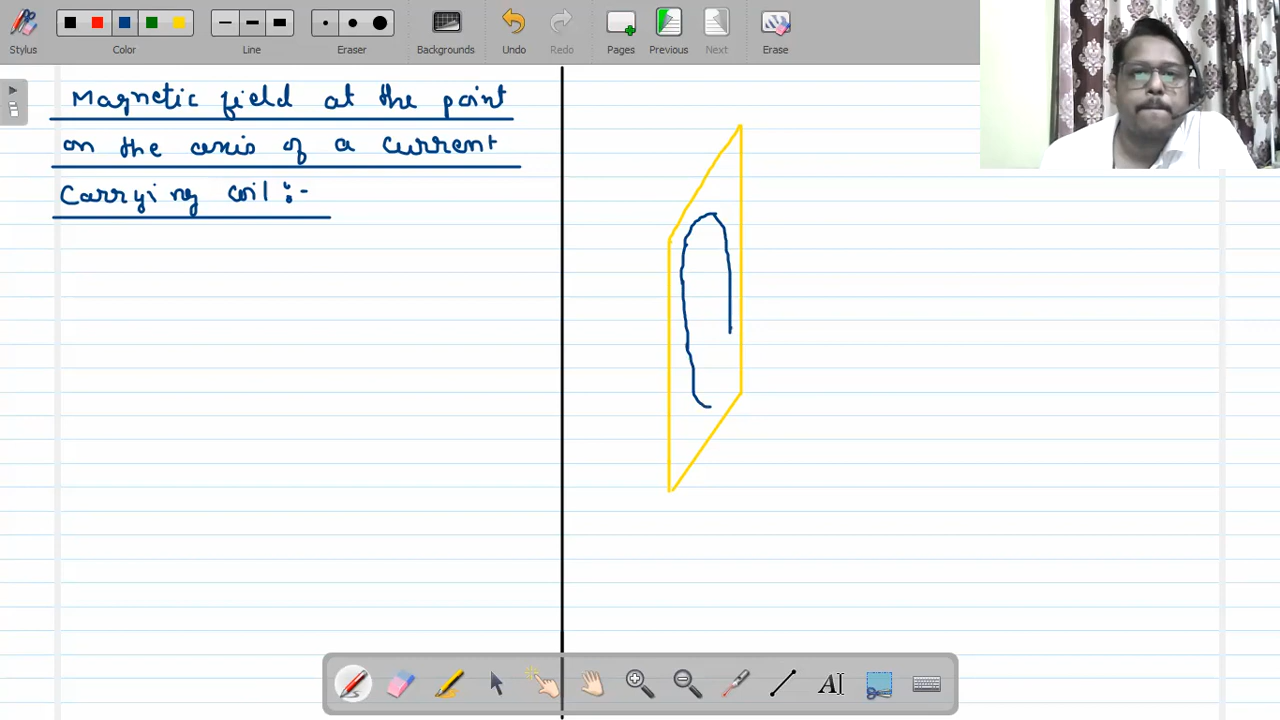 Stylus
Color
Line
Eraser
Backgrounds
Undo
Redo
Pages
Previous
Next
Erase
Magnetic field at the point
on the axis of a current
Carrying coil :-